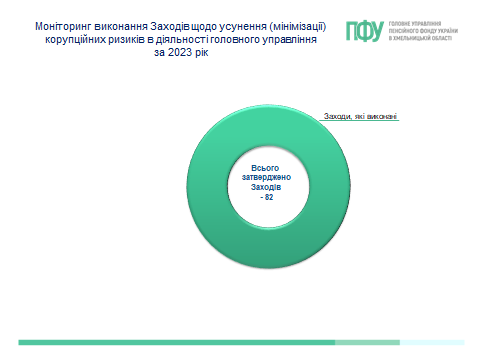 Моніторинг виконання Заходів щодо усунення (мінімізації)
корупційних ризиків в діяльності головного управління
за 2023 рік
ПФУ
ГОЛОВНЕ УПРАВЛІННЯ
ПЕНСІЙНОГО ФОНДУ УКРАЇНИ
В ХМЕЛЬНИЦЬКІЙ ОБЛАСТІ
Заходи, які виконані
Всього
затверджено
Заходів
- 82